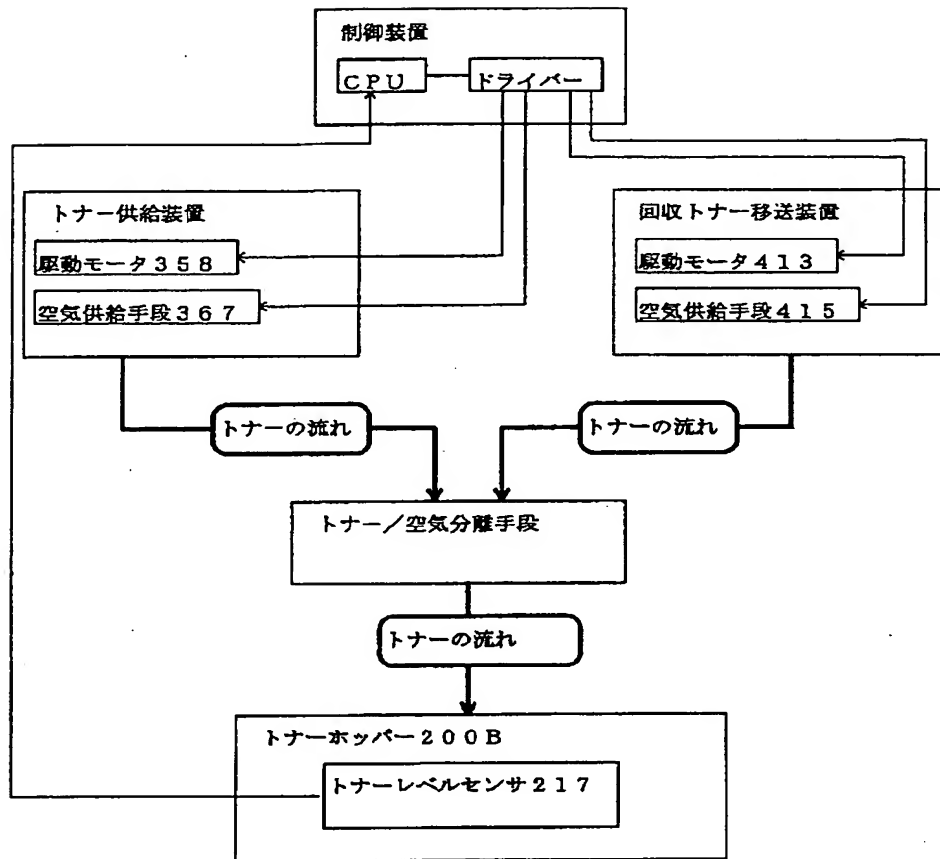 制御装置
ＣＰＵ
ドライバー
トナー供給装置
駆動モータ３５８
空気供給手段３６７
回収トナー移送装置
駆動モータ４１３
空気供給手段４１５
トナーの流れ
トナーの流れ
トナー／空気分離手段
トナーの流れ
トナーホッパー２００Ｂ
トナーレベルセンサ２１７